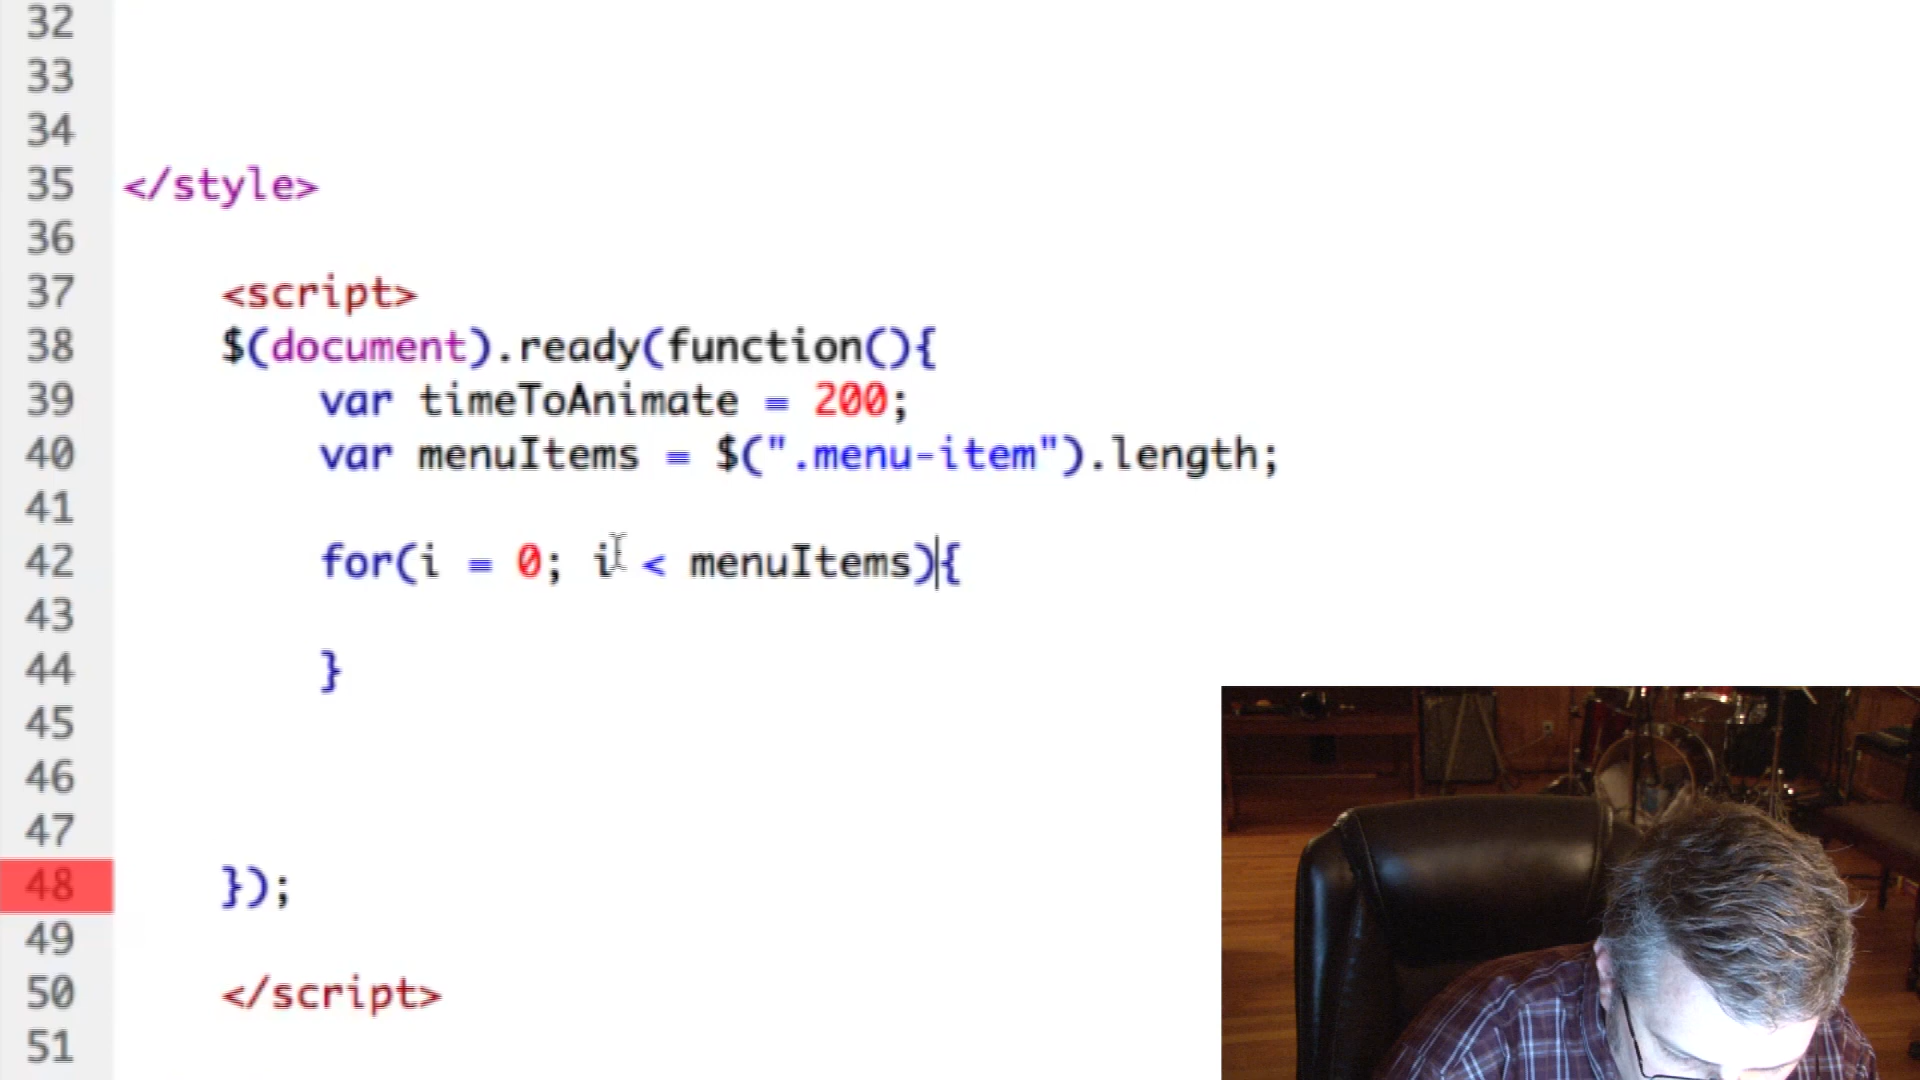 32
33
34
35 </style>
36
37 <script>
38 $(document).ready(function(){
39 var timeToAnimate = 200;
40 var menuItems = $(".menu-item").length;
41
42 for(i = 0; i < menuItems){
43
44 }
45
46
47
48 });
49
50 </script>
51